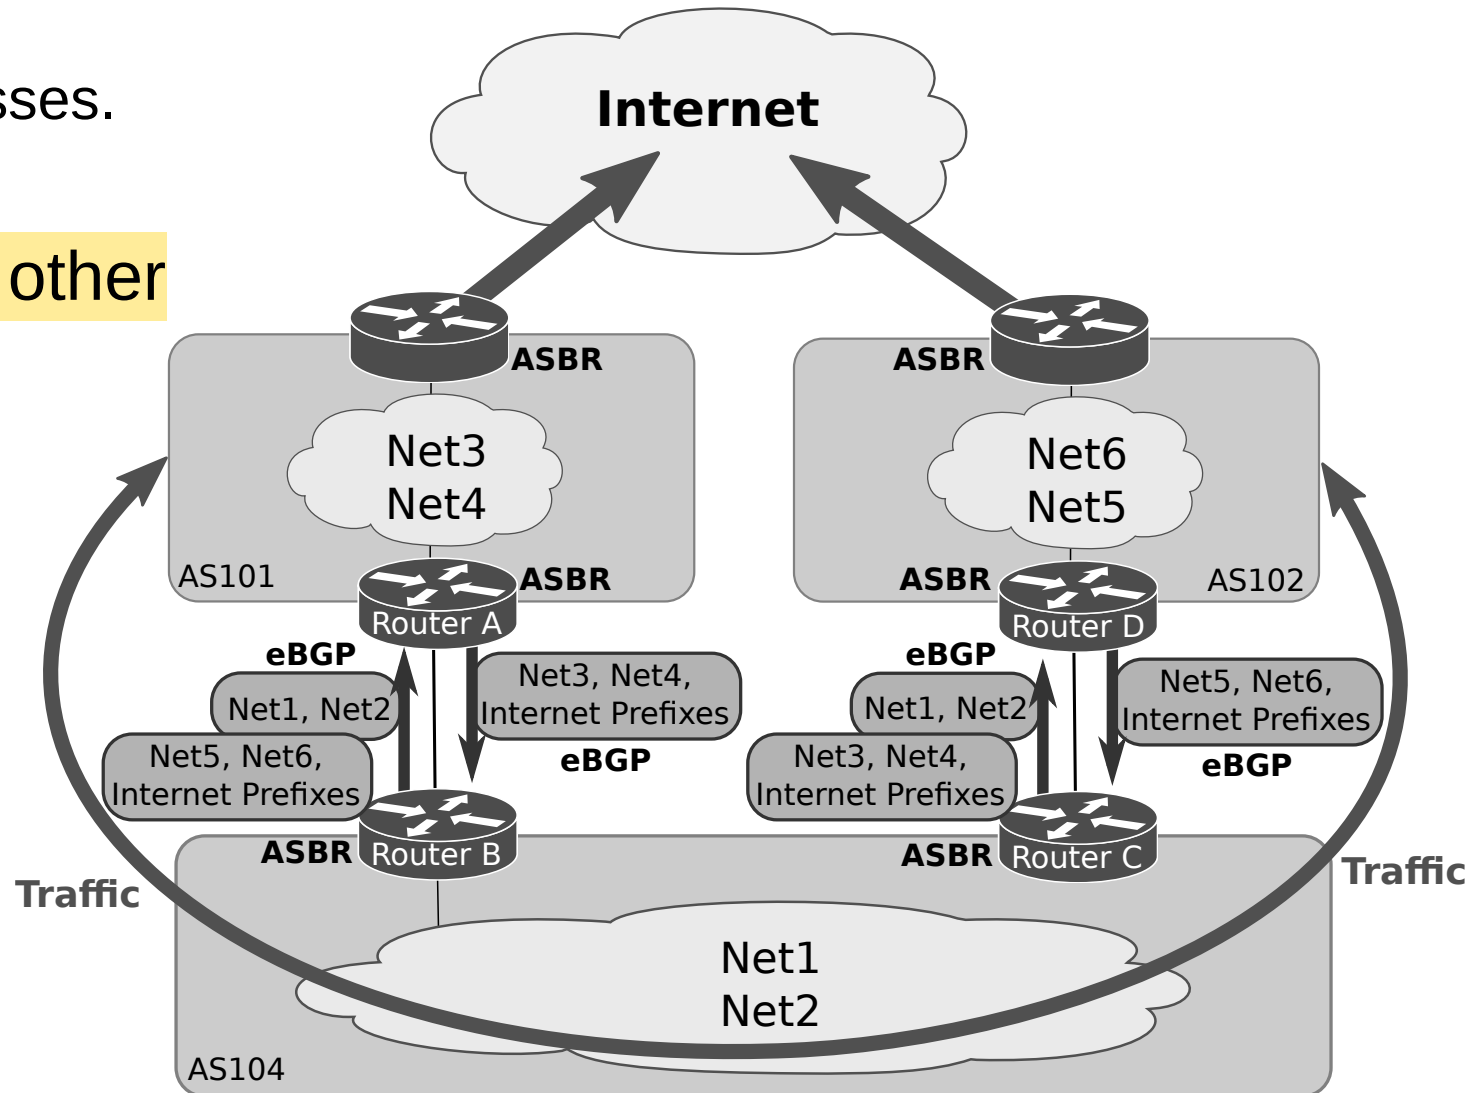 sses.
other
Internet
ASBR
ASBR
Net3
Net4
Net6
Net5
AS101
ASBR
ASBR
AS102
Router A
Router D
eBGP
Net1, Net2
Net3, Net4,
Internet Prefixes
eBGP
Net1, Net2
Net5, Net6,
Internet Prefixes
Net5, Net6,
Internet Prefixes
eBGP
Net3, Net4,
Internet Prefixes
eBGP
ASBR
Router B
ASBR
Router C
Traffic
Traffic
Net1
Net2
AS104